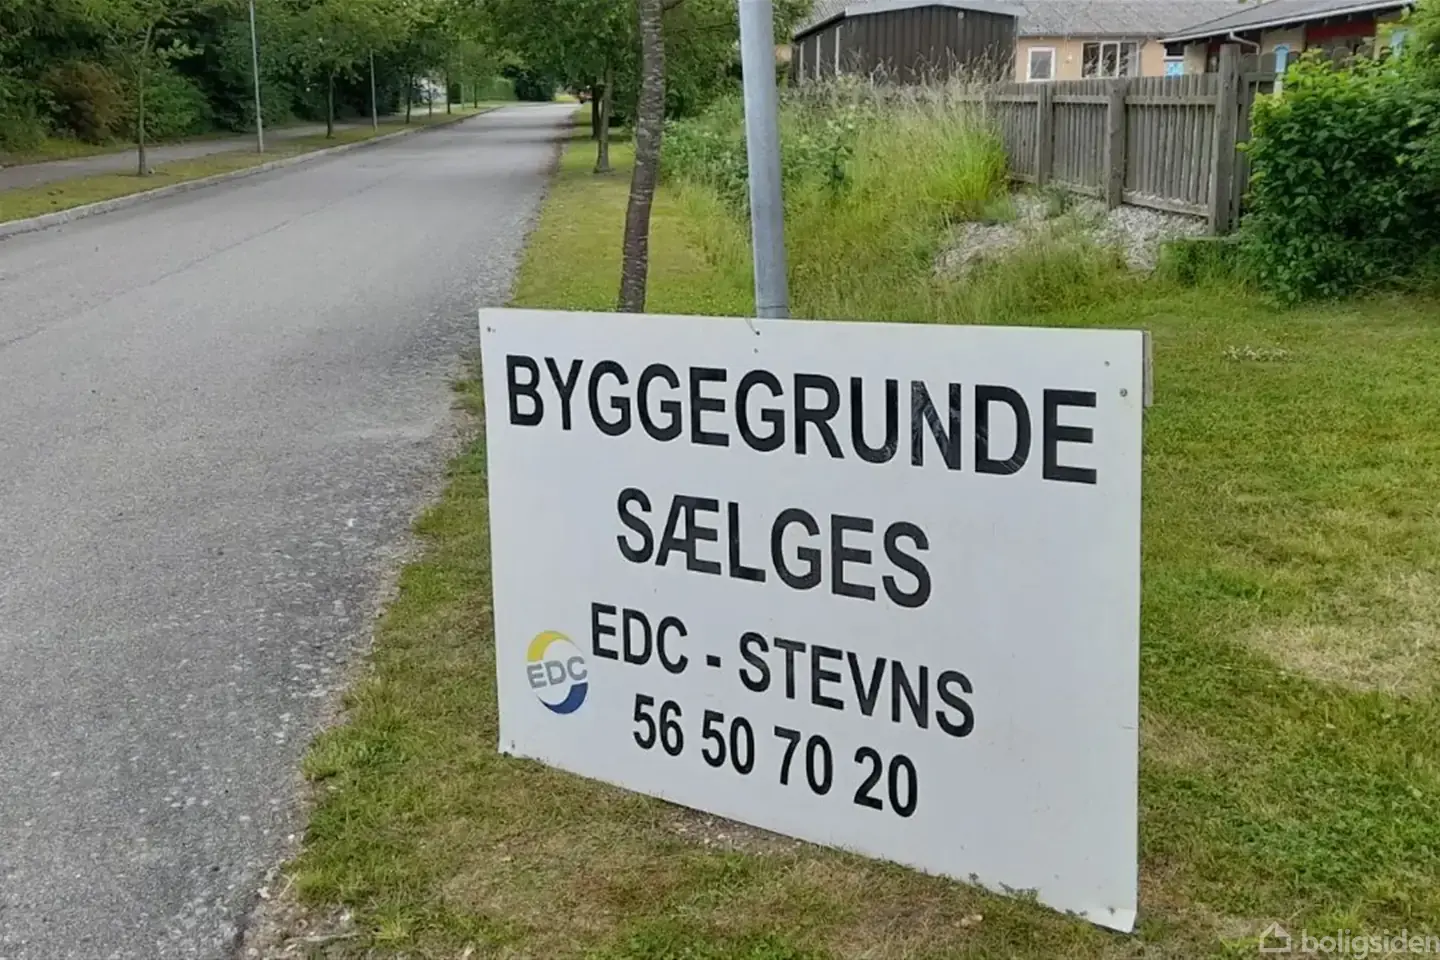 BYGGEGRUNDE
SÆLGES
EDC - STEVNS
EDC
56 50 70 20
boligsiden